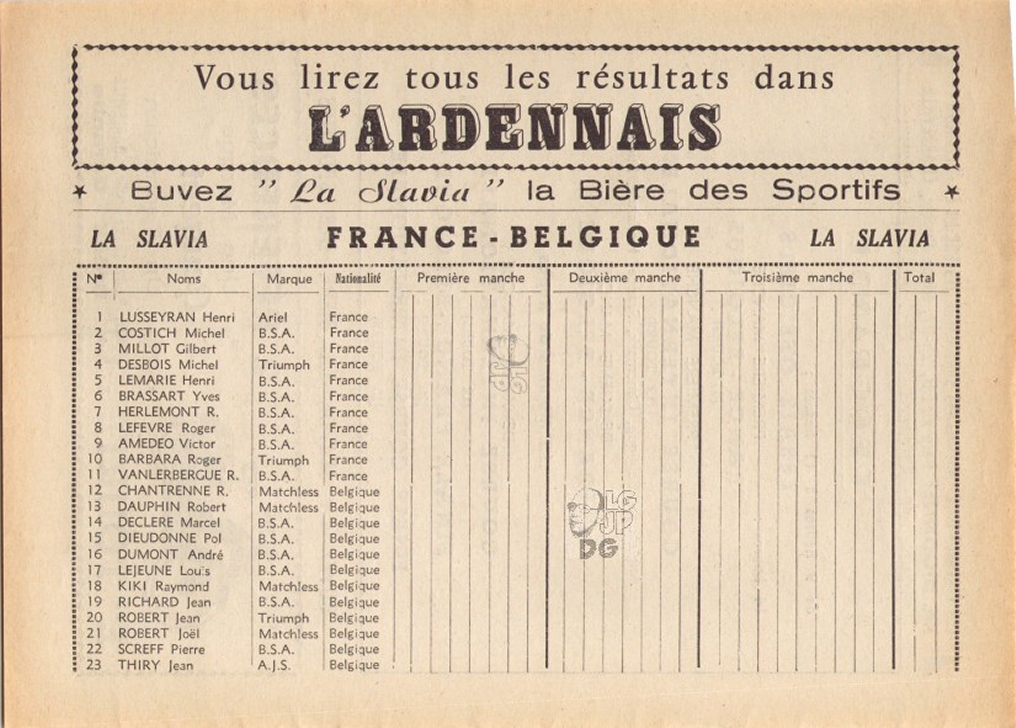 Vous lirez tous les résultats dans
L'ARDENNAIS
★ Buvez " La Slavia " la Bière des Sportifs ★
LA SLAVIA FRANCE - BELGIQUE LA SLAVIA
N° Noms Marque Nationalité Première manche Deuxième manche Troisième manche Total
1 LUSSEYRAN Henri Ariel France
2 COSTICH Michel B.S.A. France
3 MILLOT Gilbert B.S.A. France
4 DESBOIS Michel Triumph France
5 LEMARIE Henri B.S.A. France
6 BRASSART Yves B.S.A. France
7 HERLEMONT R. B.S.A. France
8 LEFEVRE Roger B.S.A. France
9 AMEDEO Victor B.S.A. France
10 BARBARA Roger Triumph France
11 VANLERBERGUE R. B.S.A. France
12 CHANTRENNE R. Matchless Belgique
13 DAUPHIN Robert Matchless Belgique
14 DECLERE Marcel B.S.A. Belgique
15 DIEUDONNE Pol B.S.A. Belgique
16 DUMONT André B.S.A. Belgique
17 LEJEUNE Louis B.S.A. Belgique
18 KIKI Raymond Matchless Belgique
19 RICHARD Jean B.S.A. Belgique
20 ROBERT Jean Triumph Belgique
21 ROBERT Joël Matchless Belgique
22 SCREFF Pierre B.S.A. Belgique
23 THIRY Jean A.J.S. Belgique
LG
JP
DG